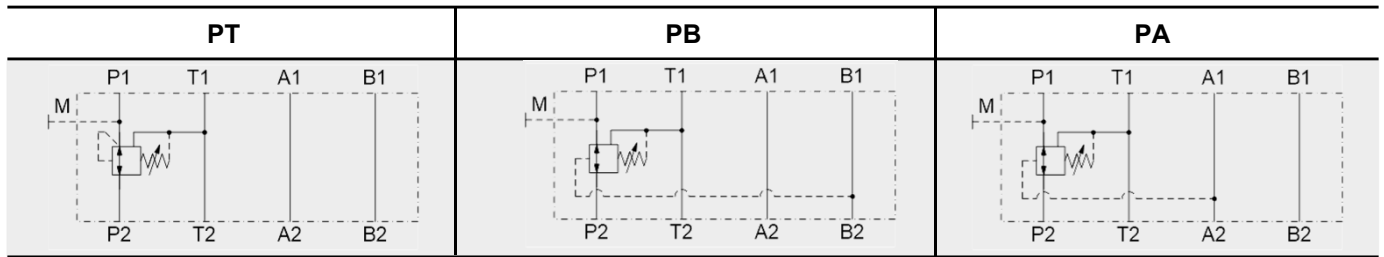 PT PB PA
P1 T1 A1 B1 P1 T1 A1 B1 P1 T1 A1 B1
M M M
P2 T2 A2 B2 P2 T2 A2 B2 P2 T2 A2 B2